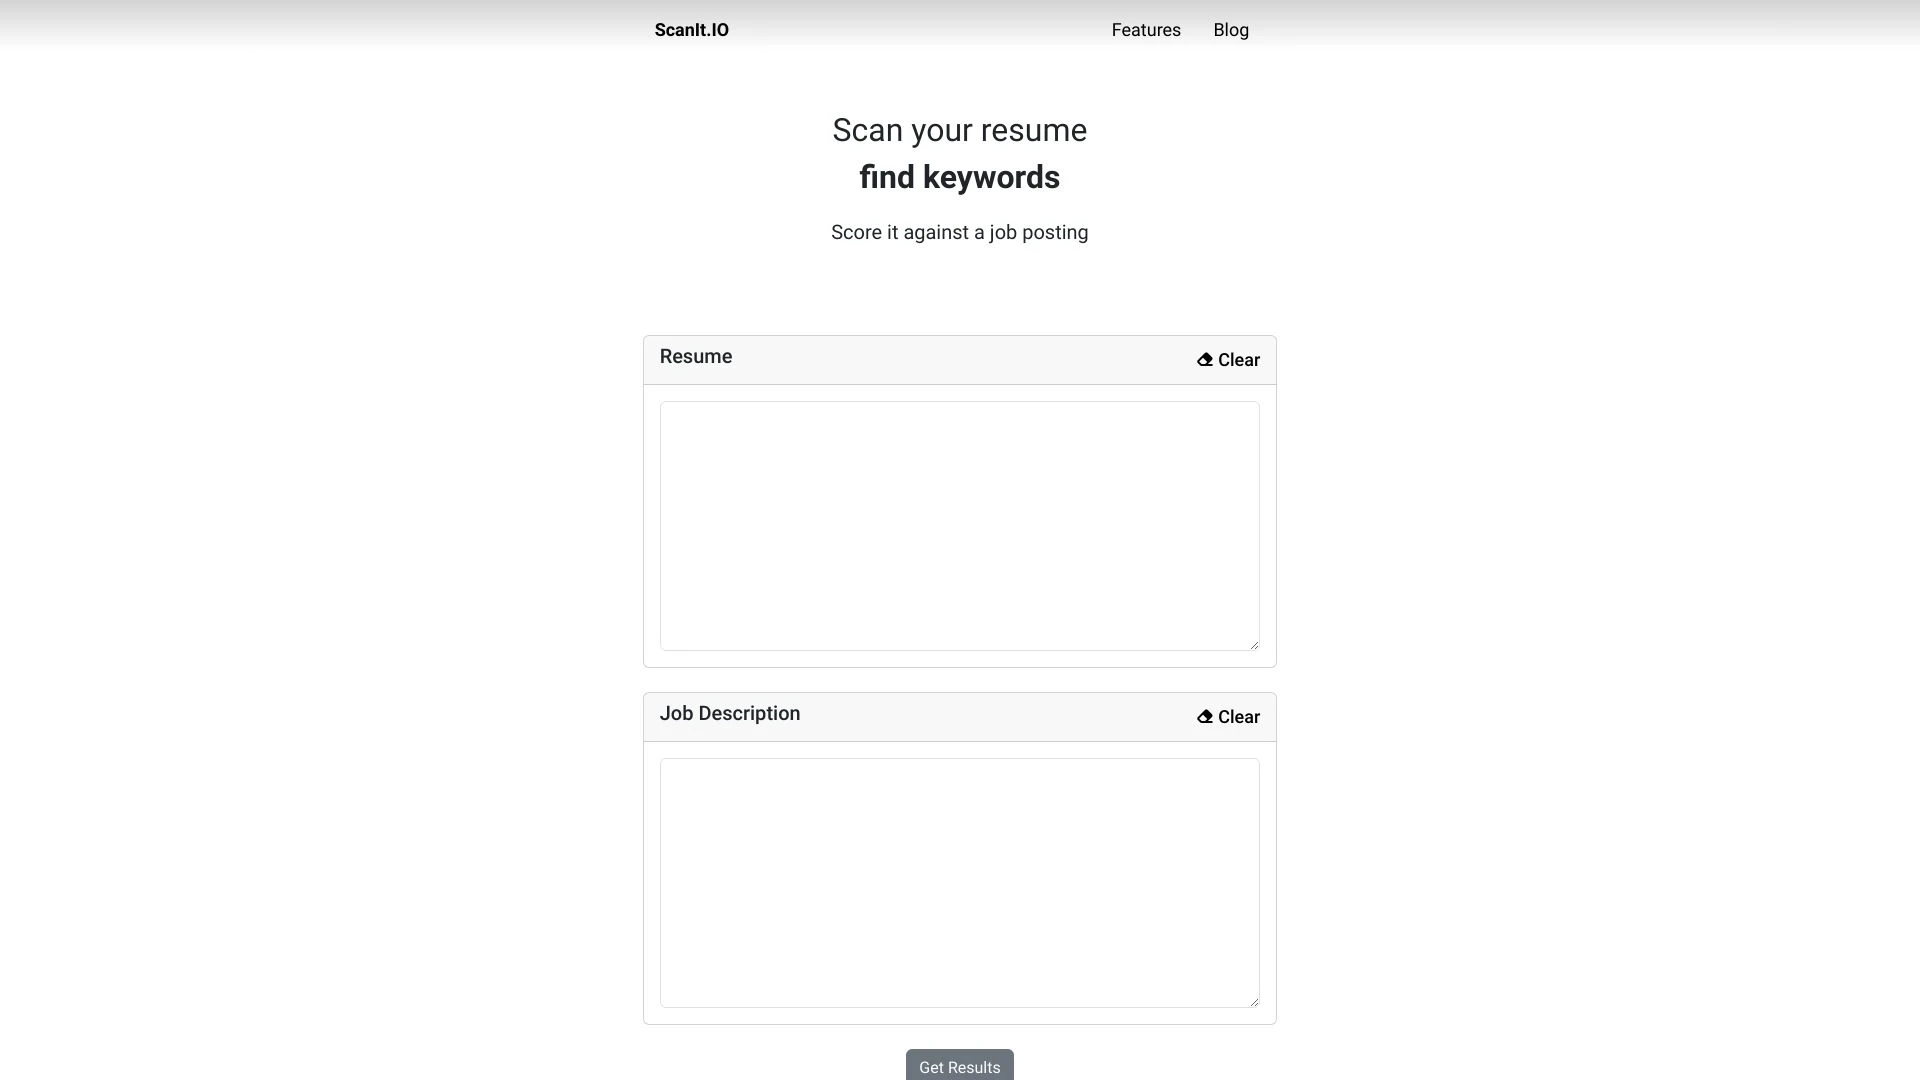 ScanIt.IO Features Blog
Scan your resume
find keywords
Score it against a job posting
Resume Clear
Job Description Clear
Get Results